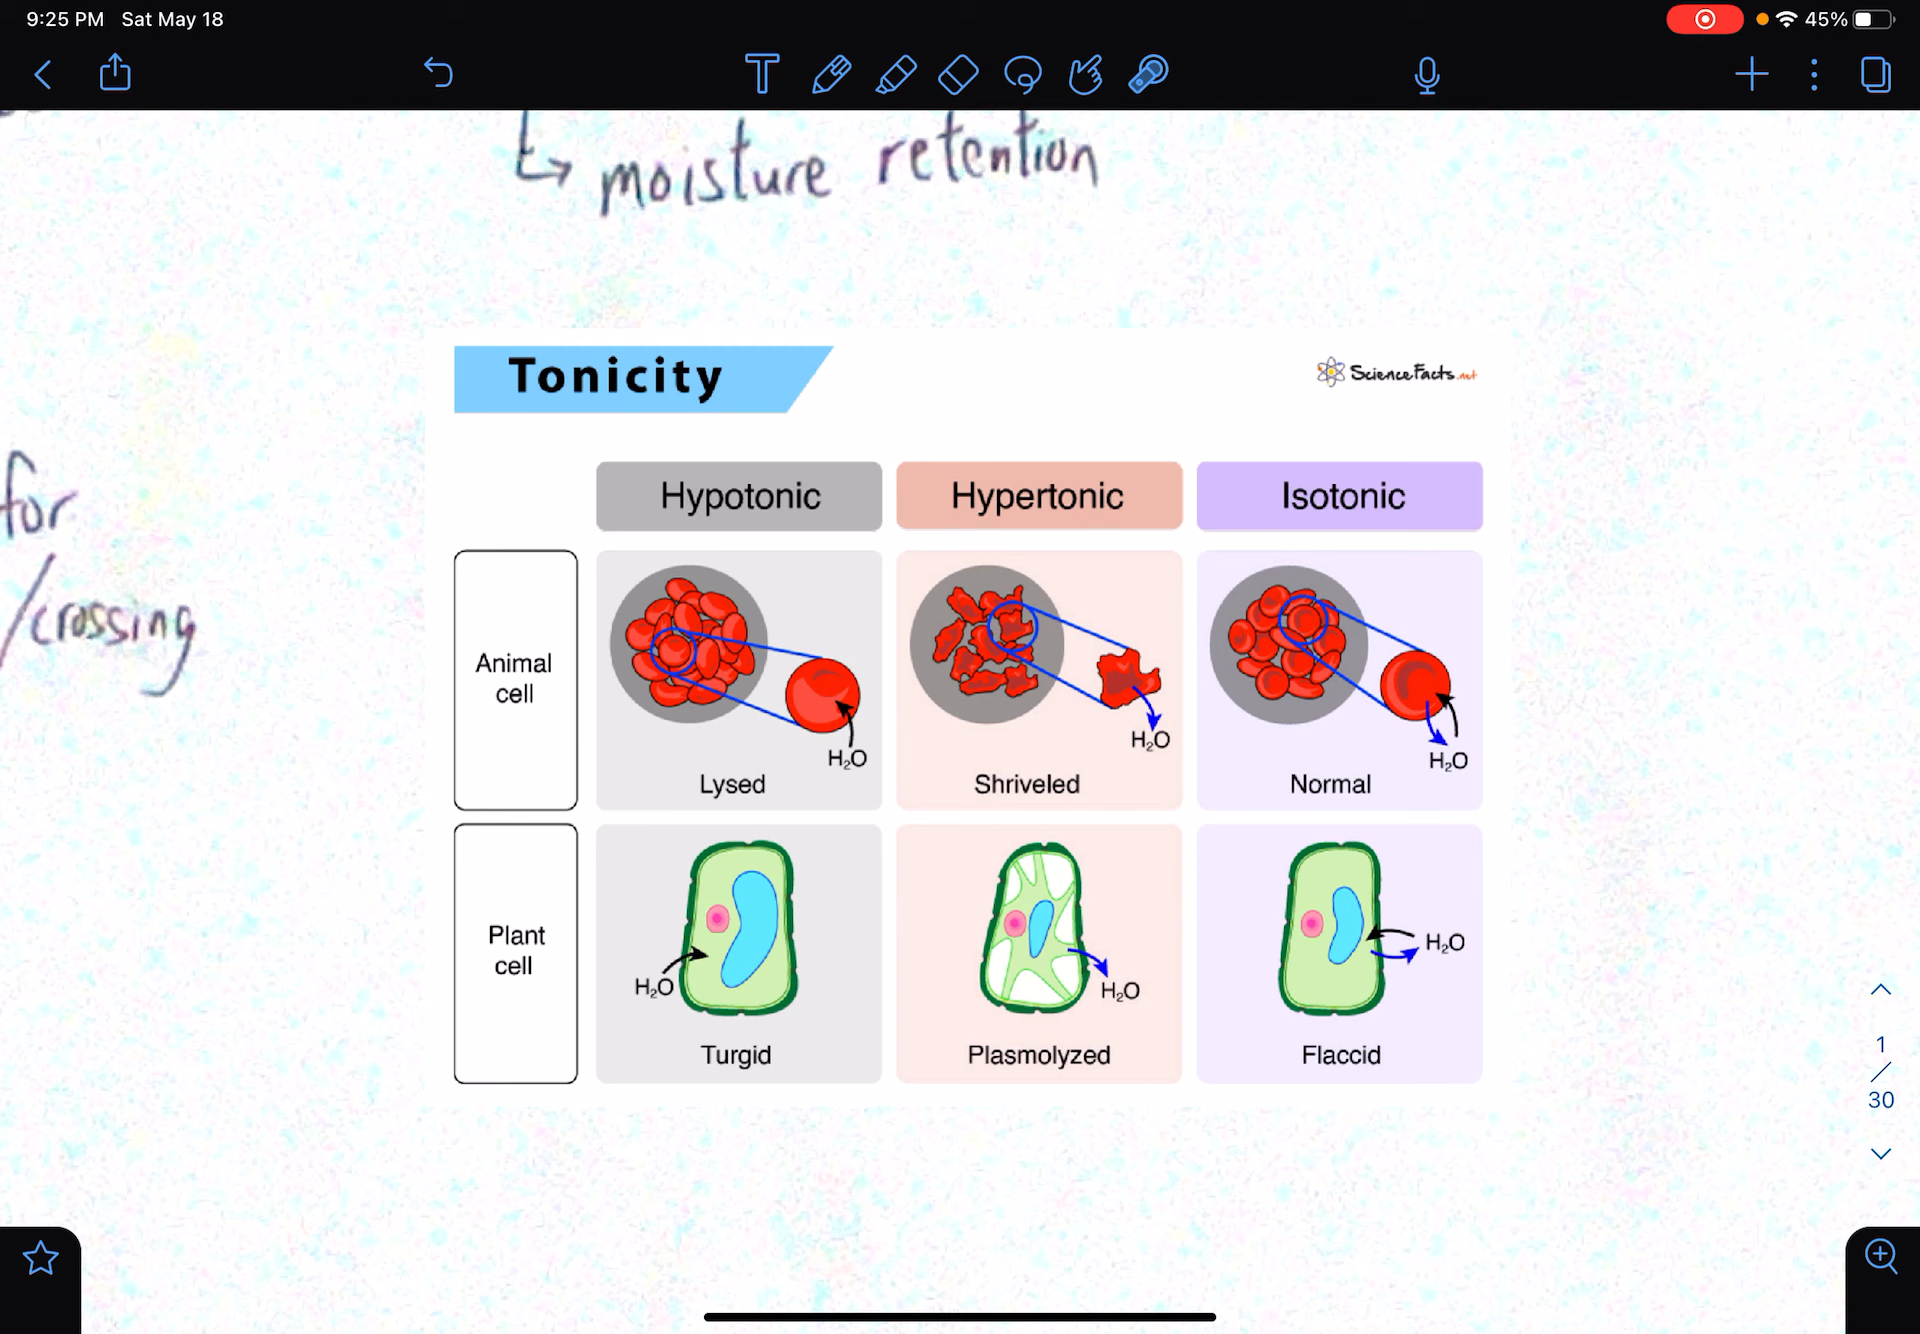 9:25 PM Sat May 18
45%
moisture retention
Tonicity
ScienceFacts.net
for
/crossing
Hypotonic Hypertonic Isotonic
Animal
cell
H₂O
H₂O
H₂O
Lysed Shriveled Normal
Plant
cell
H₂O
H₂O
H₂O
Turgid Plasmolyzed Flaccid
1
/
30